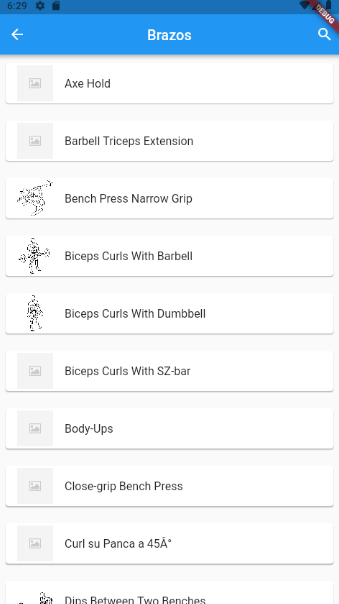 6:29
DEBUG
Brazos
Axe Hold
Barbell Triceps Extension
Bench Press Narrow Grip
Biceps Curls With Barbell
Biceps Curls With Dumbbell
Biceps Curls With SZ-bar
Body-Ups
Close-grip Bench Press
Curl su Panca a 45Â°
Dips Between Two Benches